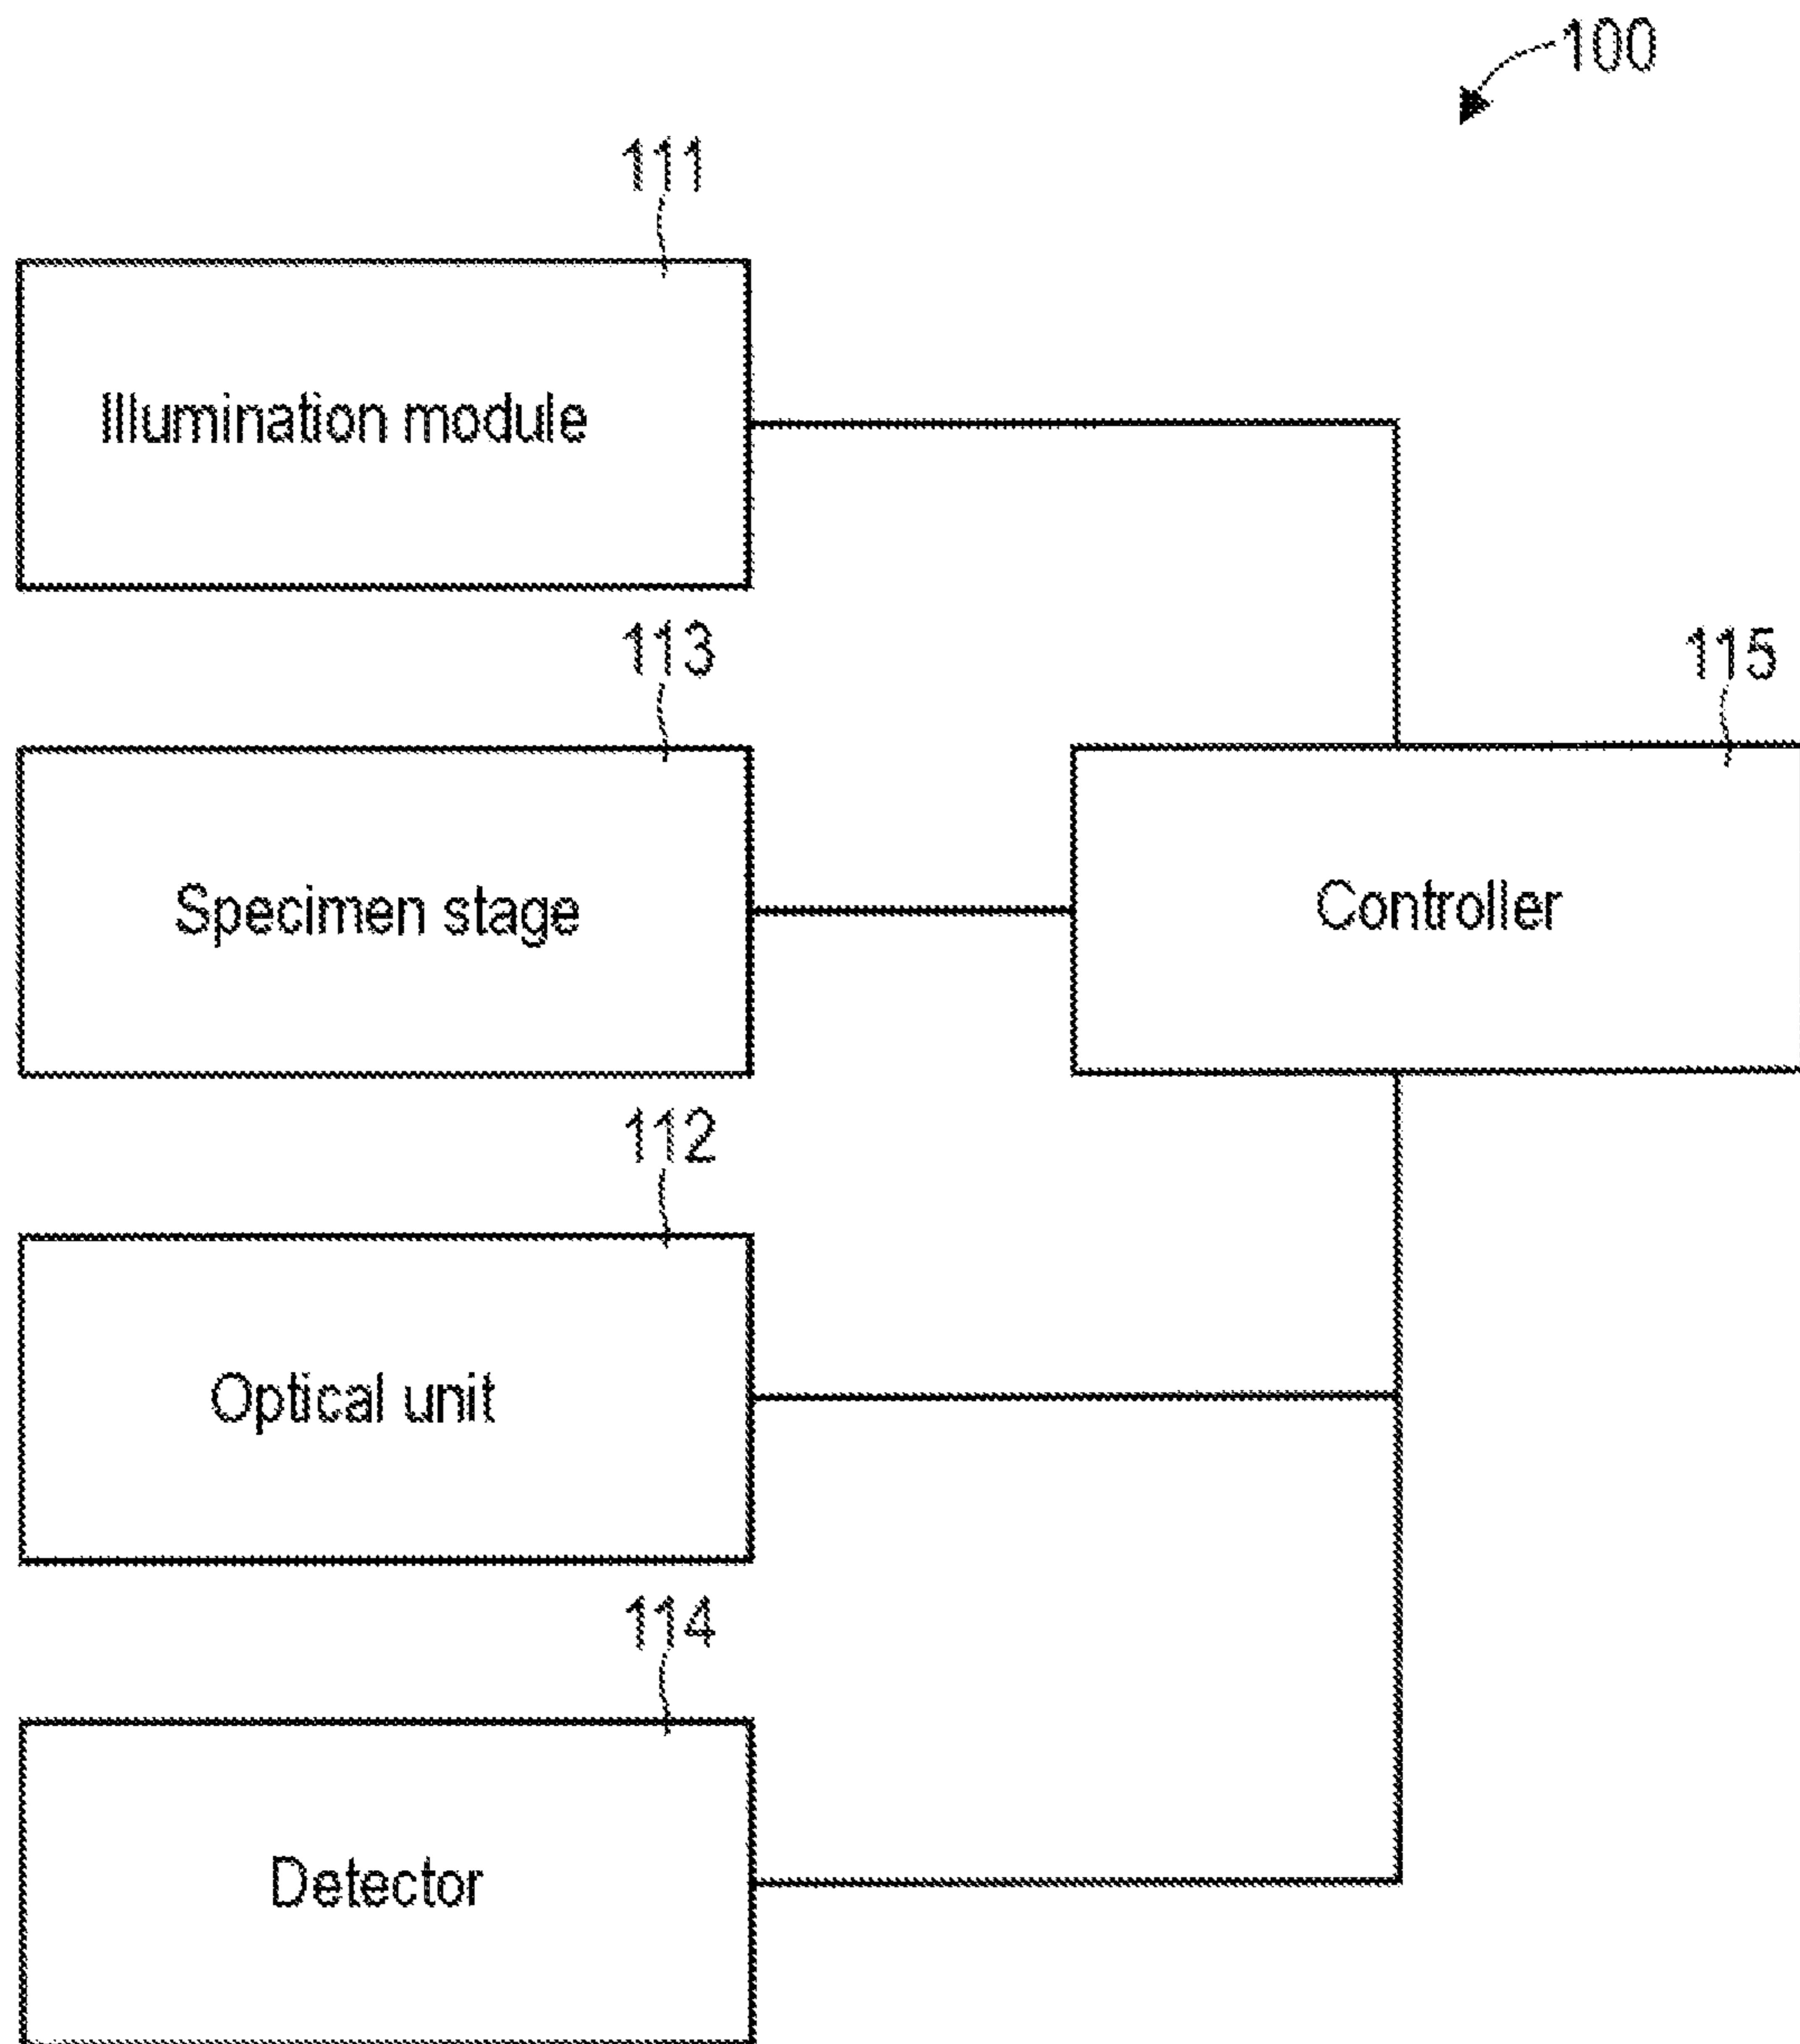 100
111
Illumination module
113
115
Specimen stage
Controller
112
Optical unit
114
Detector